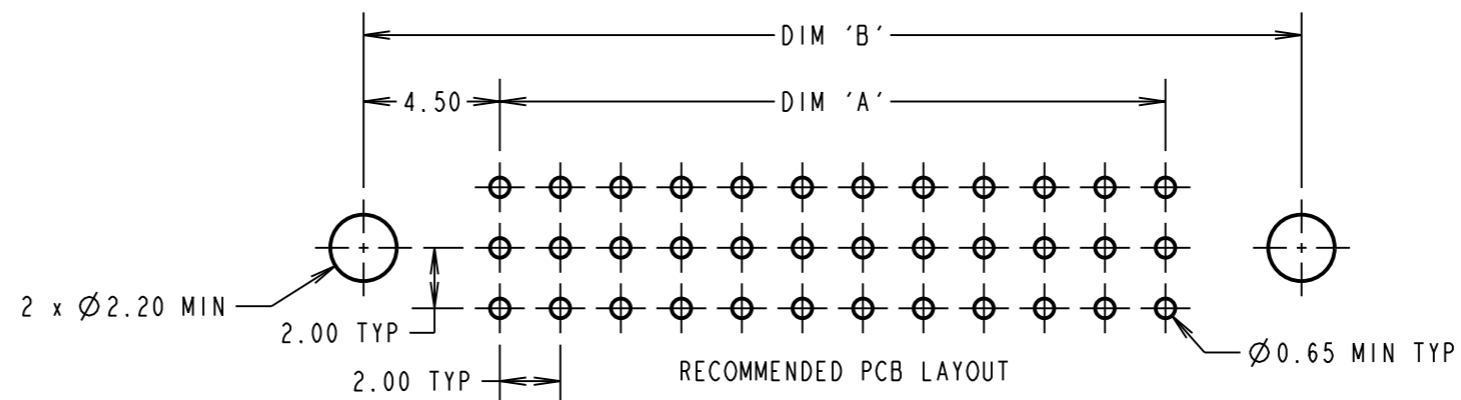 DIM 'B'
4.50
DIM 'A'
2 x Ø2.20 MIN
2.00 TYP
2.00 TYP
RECOMMENDED PCB LAYOUT
Ø0.65 MIN TYP